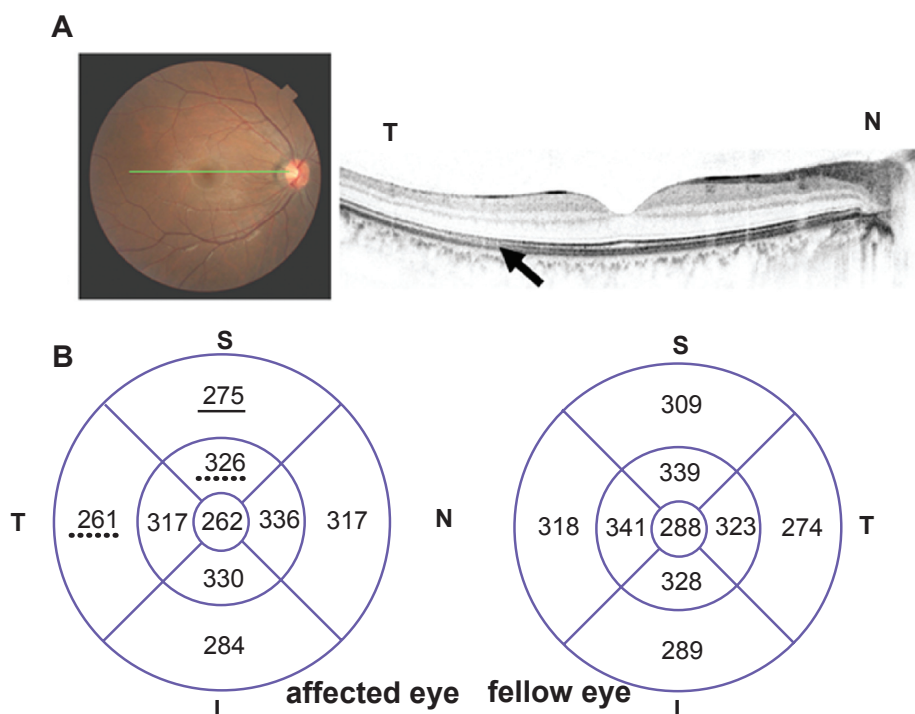 A
T N
B
S
275
326
T 261 317 262 336 317 N
330
284
I
affected eye
S
309
339
318 341 288 323 274 T
328
289
I
fellow eye